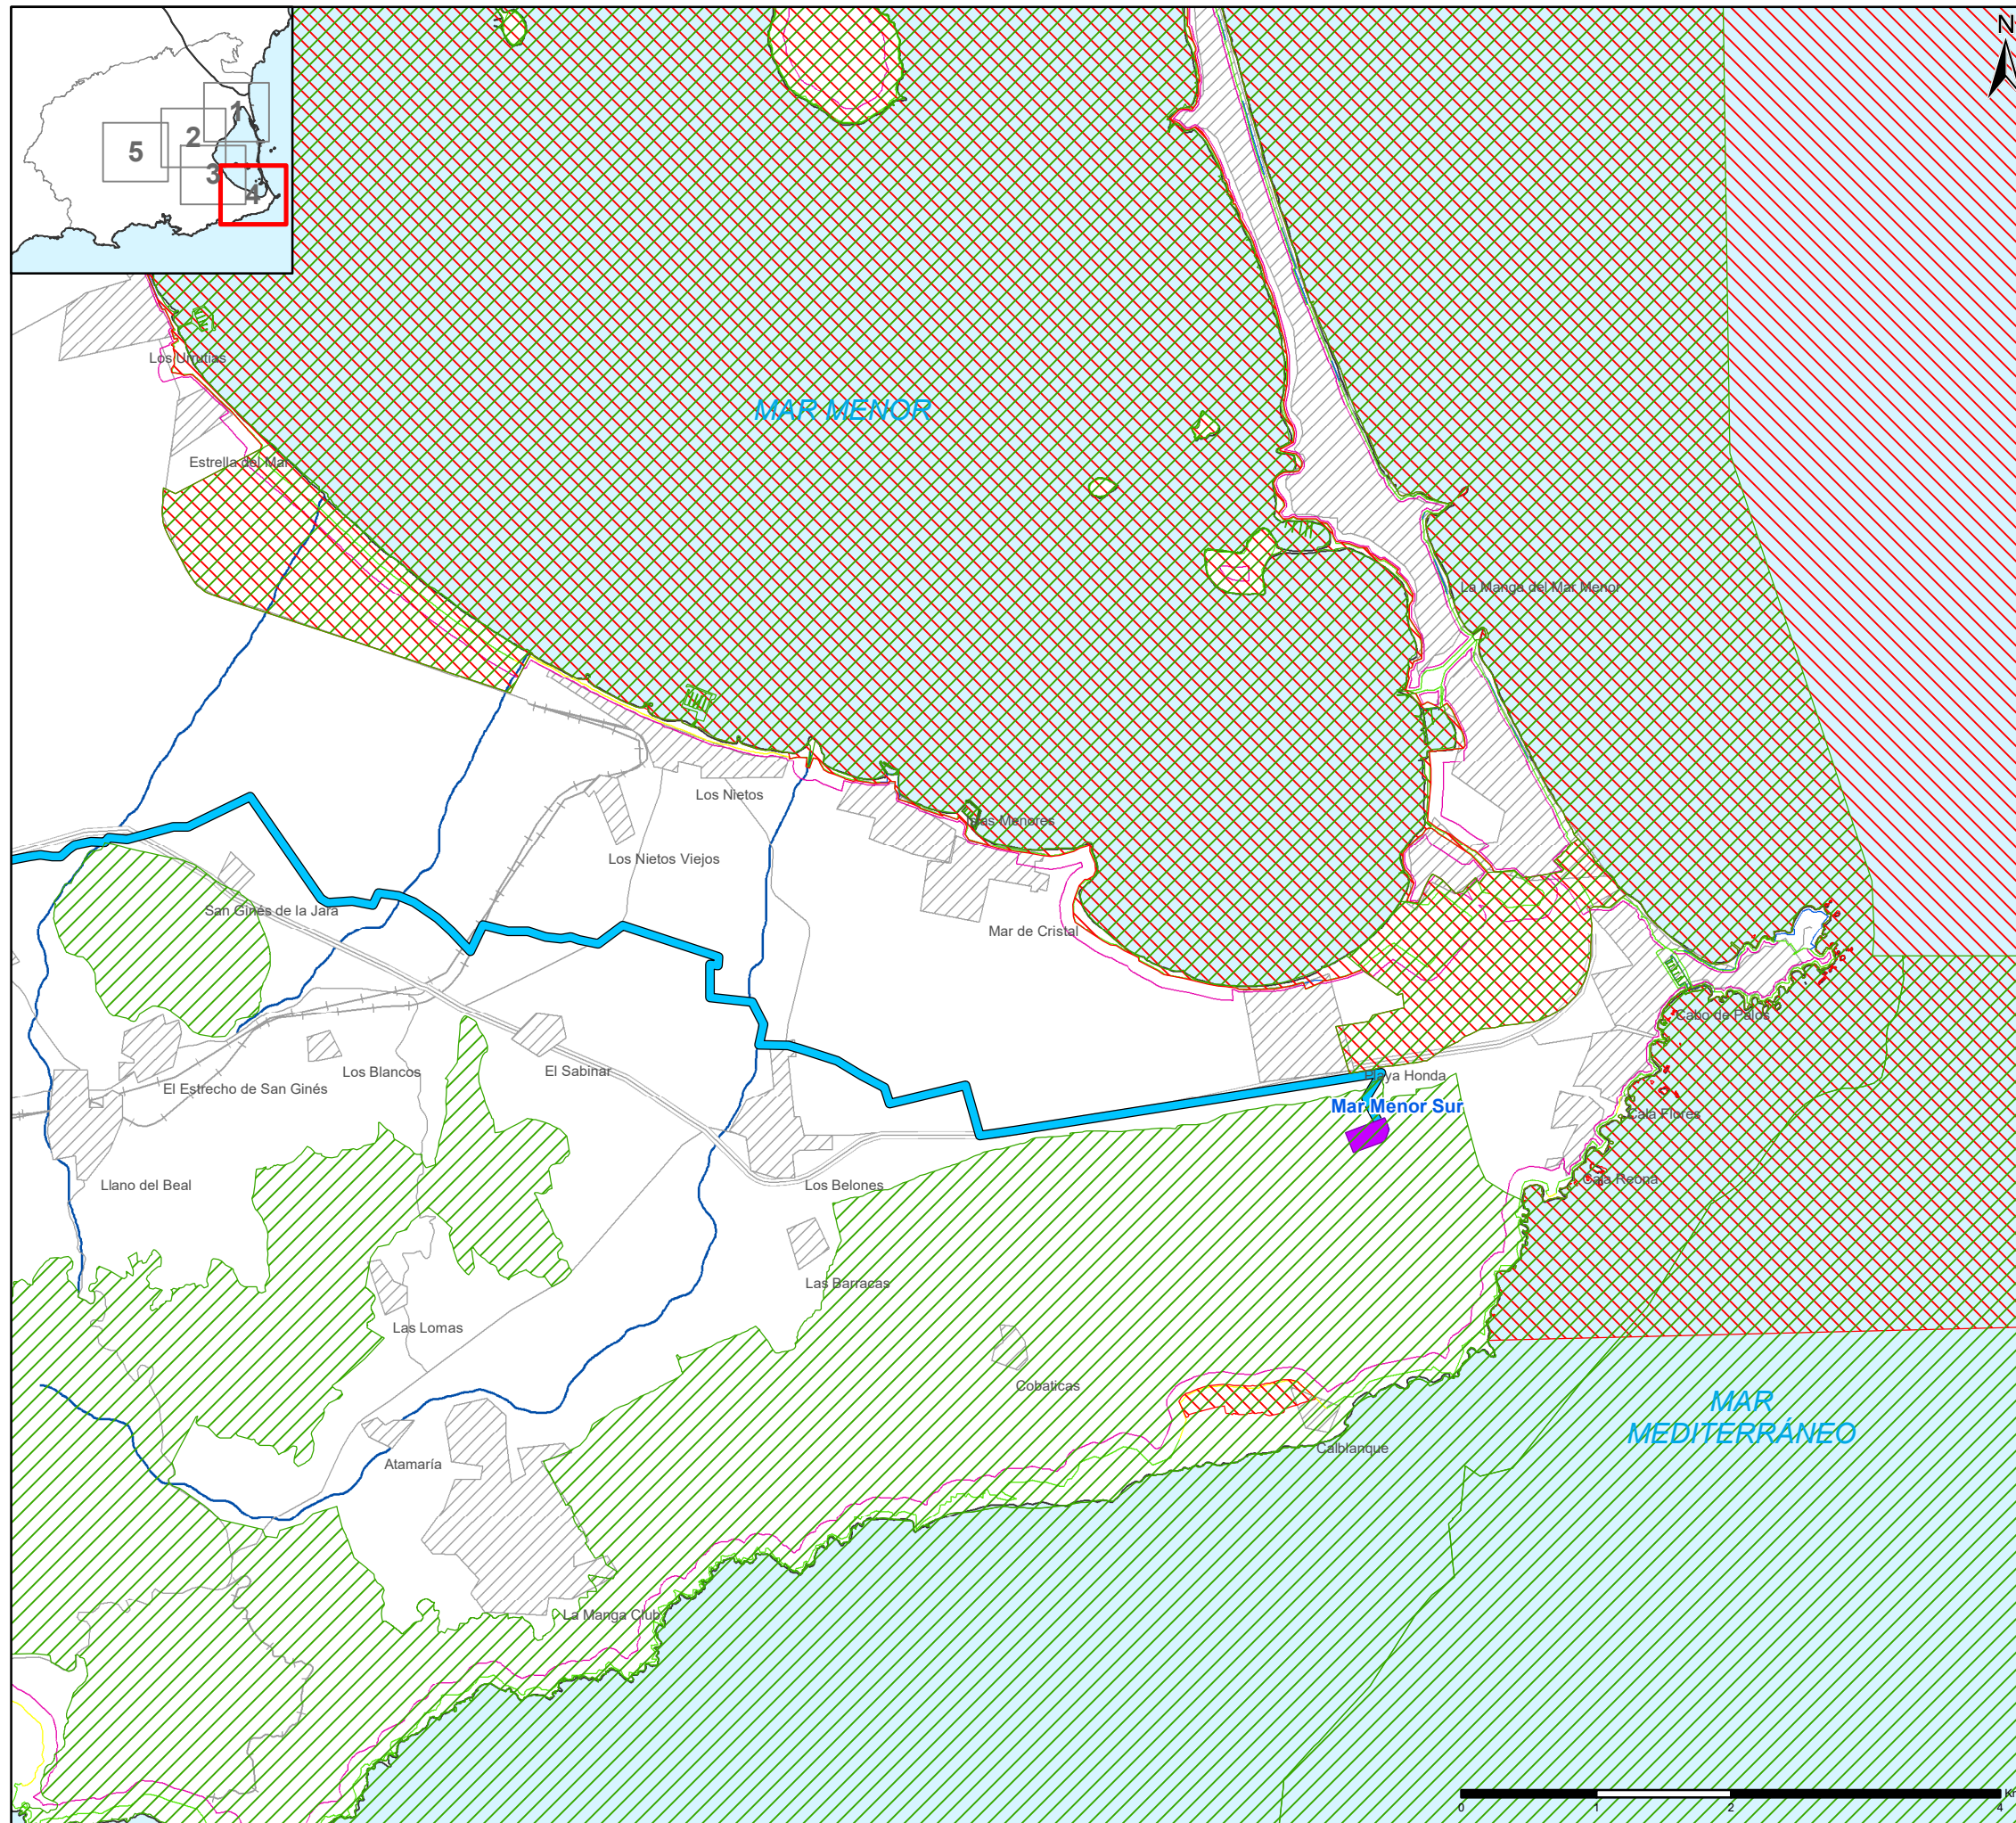 N
1
2
5
3
4
Los Urrutias
MAR MENOR
Estrella del Mar
La Manga del Mar Menor
Los Nietos
Islas Menores
Los Nietos Viejos
San Ginés de la Jara
Mar de Cristal
Cabo de Palos
El Sabinar
Los Blancos
Playa Honda
El Estrecho de San Ginés
Mar Menor Sur
Cala Flores
Cala Reona
Llano del Beal
Los Belones
Las Barracas
Las Lomas
Cobaticas
MAR
MEDITERRÁNEO
Calblanque
Atamaría
La Manga Club
0 1 2 4